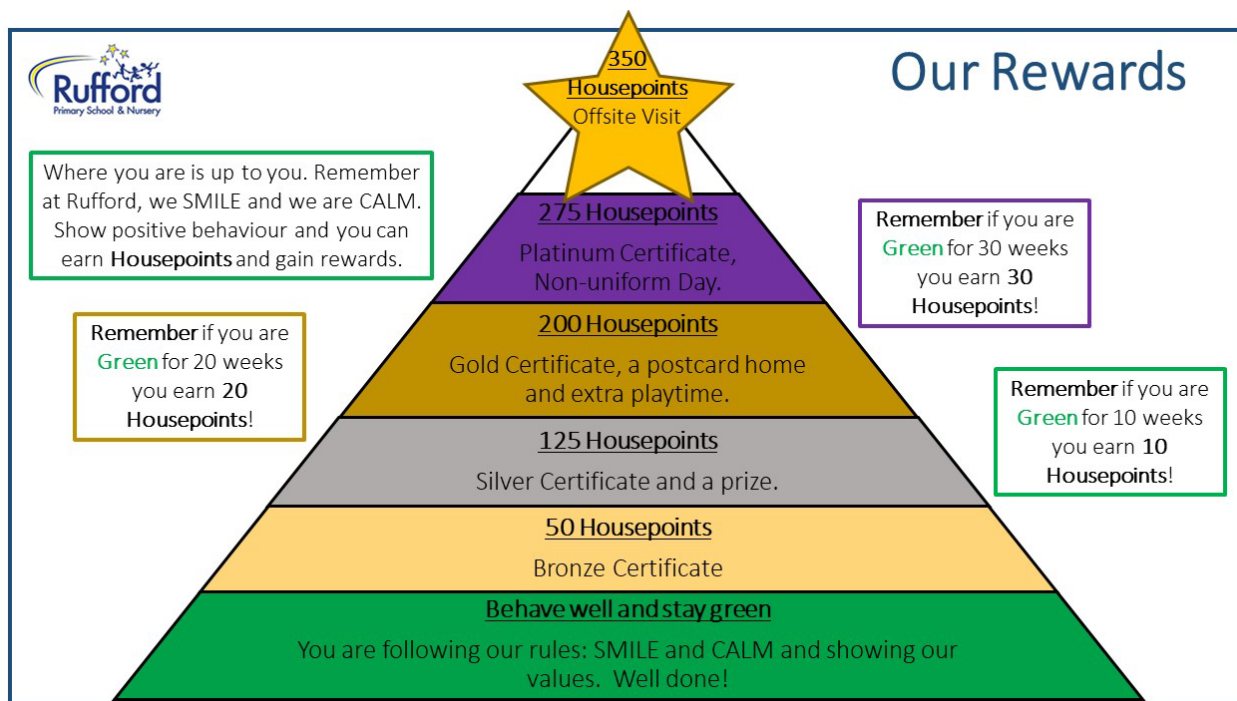 Rufford
Primary School & Nursery
Our Rewards
350
Housepoints
Offsite Visit
Where you are is up to you. Remember
at Rufford, we SMILE and we are CALM.
Show positive behaviour and you can
earn Housepoints and gain rewards.
275 Housepoints
Platinum Certificate,
Non-uniform Day.
Remember if you are
Green for 30 weeks
you earn 30
Housepoints!
Remember if you are
Green for 20 weeks
you earn 20
Housepoints!
200 Housepoints
Gold Certificate, a postcard home
and extra playtime.
Remember if you are
Green for 10 weeks
you earn 10
Housepoints!
125 Housepoints
Silver Certificate and a prize.
50 Housepoints
Bronze Certificate
Behave well and stay green
You are following our rules: SMILE and CALM and showing our
values. Well done!